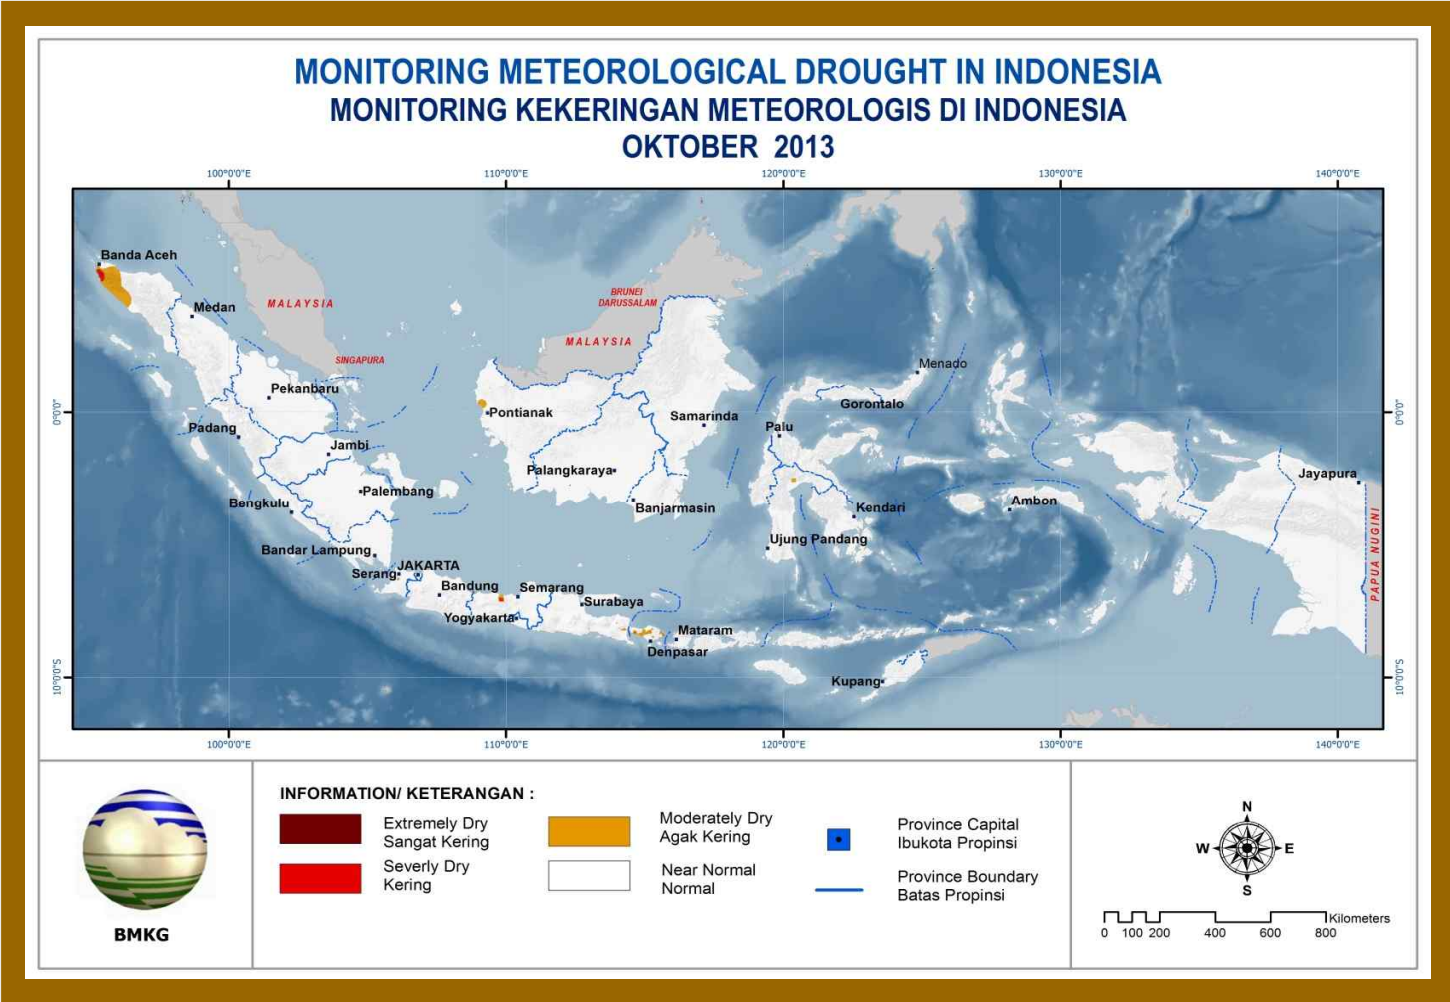 MONITORING METEOROLOGICAL DROUGHT IN INDONESIA
MONITORING KEKERINGAN METEOROLOGIS DI INDONESIA
OKTOBER 2013
100°0'0"E
110°0'0"E
120°0'0"E
130°0'0"E
140°0'0"E
Banda Aceh
Medan
MALAYSIA
BRUNEI
DARUSSALAM
MALAYSIA
SINGAPURA
Menado
Pekanbaru
0°0'0"
Pontianak
Samarinda
Gorontalo
0°0'0"
Padang
Palu
Jambi
Palangkaraya
Jayapura
Palembang
Bengkulu
Banjarmasin
Kendari
Ambon
Ujung Pandang
Bandar Lampung
PAPUA NUGINI
Serang
JAKARTA
Bandung
Semarang
Surabaya
Yogyakarta
Mataram
Denpasar
Kupang
10°0'0"S
10°0'0"S
100°0'0"E
110°0'0"E
120°0'0"E
130°0'0"E
140°0'0"E
BMKG
INFORMATION/ KETERANGAN :
Extremely Dry
Sangat Kering
Severly Dry
Kering
Moderately Dry
Agak Kering
Near Normal
Normal
Province Capital
Ibukota Propinsi
Province Boundary
Batas Propinsi
N
W
E
S
Kilometers
0 100 200 400 600 800